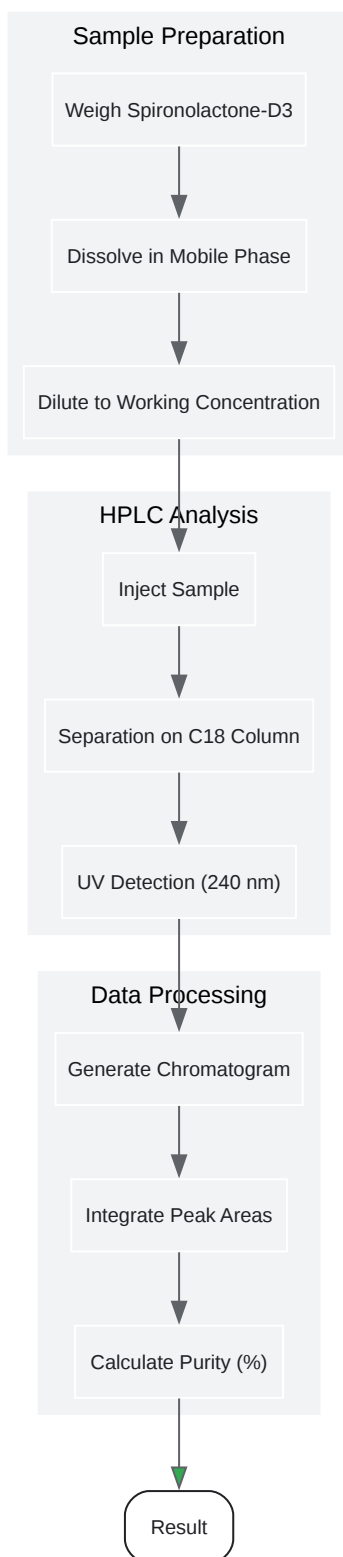 Sample Preparation
Weigh Spironolactone-D3
Dissolve in Mobile Phase
Dilute to Working Concentration
HPLC Analysis
Inject Sample
Separation on C18 Column
UV Detection (240 nm)
Data Processing
Generate Chromatogram
Integrate Peak Areas
Calculate Purity (%)
Result